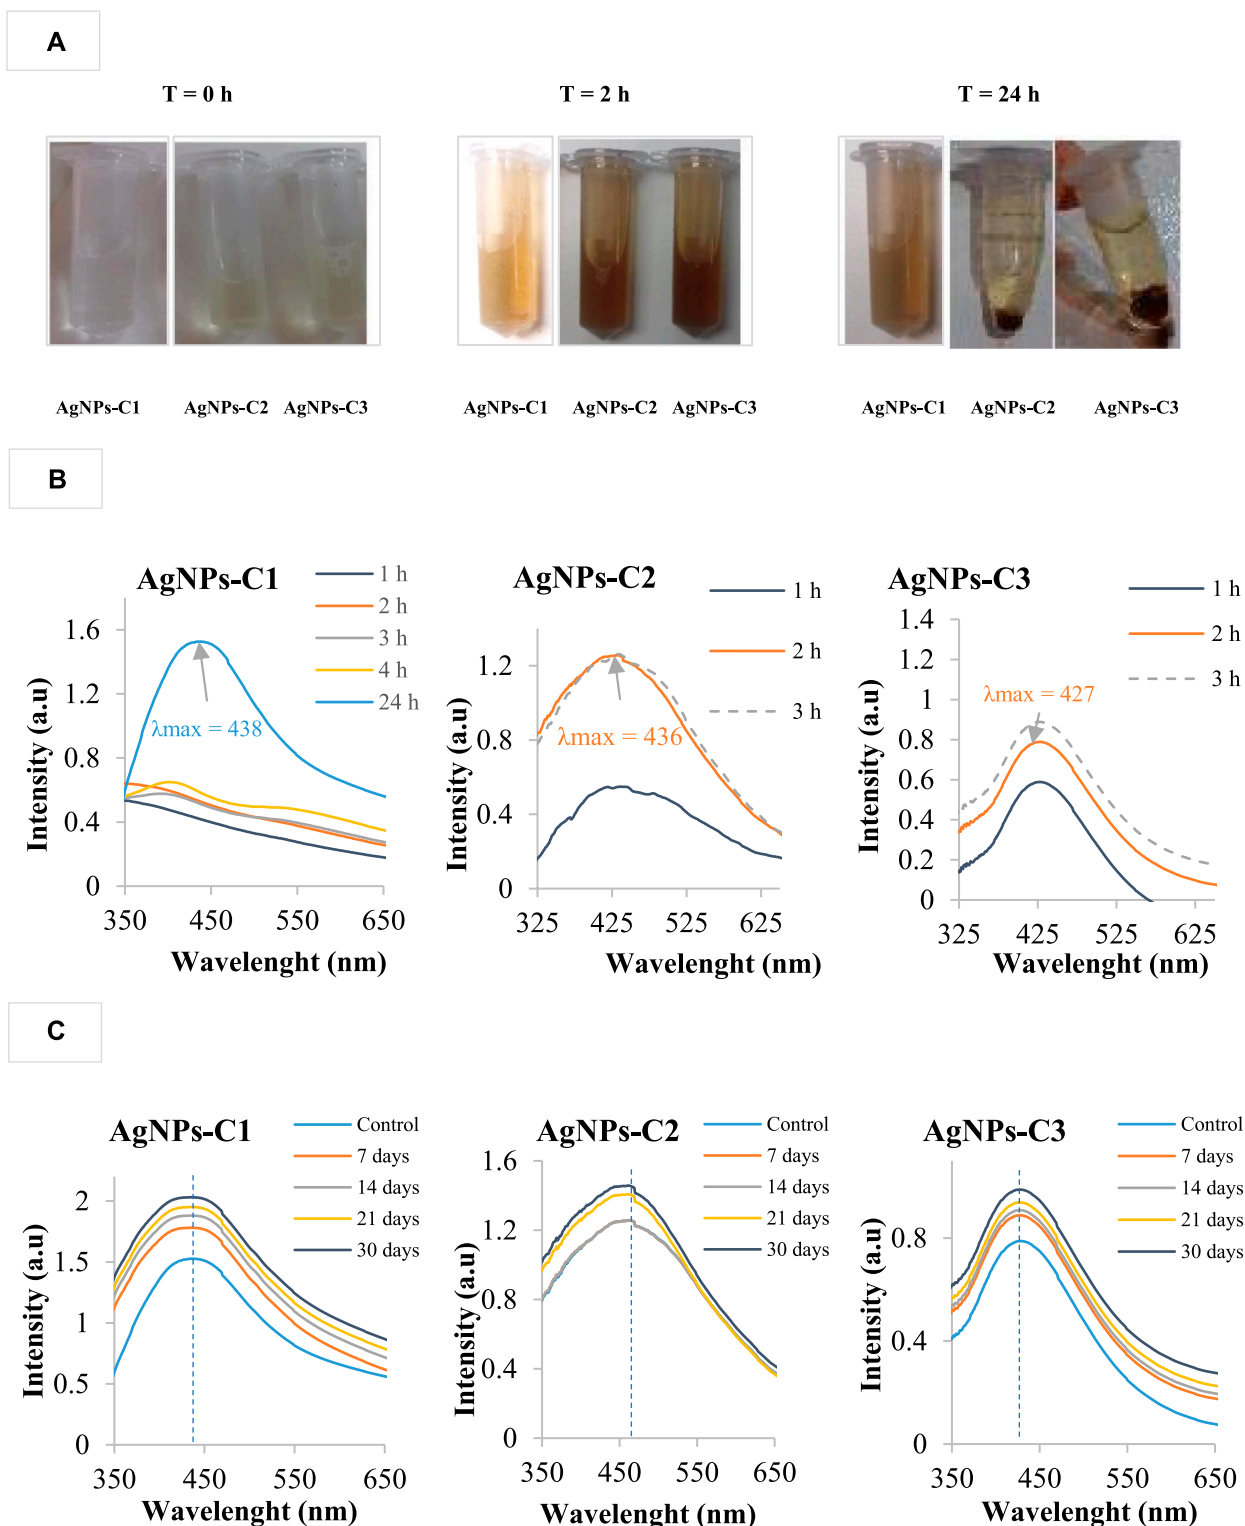 A
T = 0 h
T = 2 h
T = 24 h
AgNPs-C1
AgNPs-C2
AgNPs-C3
AgNPs-C1
AgNPs-C2
AgNPs-C3
AgNPs-C1
AgNPs-C2
AgNPs-C3
B
AgNPs-C1
1 h
2 h
3 h
4 h
24 h
λmax = 438
1.6
1.2
0.8
0.4
0
350
450
550
650
Intensity (a.u)
Wavelenght (nm)
AgNPs-C2
1 h
2 h
3 h
λmax = 436
1.2
0.8
0.4
0
325
425
525
625
Intensity (a.u)
Wavelenght (nm)
AgNPs-C3
1 h
2 h
3 h
λmax = 427
1.4
1.2
1
0.8
0.6
0.4
0.2
0
325
425
525
625
Intensity (a.u)
Wavelenght (nm)
C
AgNPs-C1
Control
7 days
14 days
21 days
30 days
2
1.5
1
0.5
0
350
450
550
650
Intensity (a.u)
Wavelenght (nm)
AgNPs-C2
Control
7 days
14 days
21 days
30 days
1.6
1.2
0.8
0.4
0
350
450
550
650
Intensity (a.u)
Wavelenght (nm)
AgNPs-C3
Control
7 days
14 days
21 days
30 days
0.8
0.4
0
350
450
550
650
Intensity (a.u)
Wavelenght (nm)